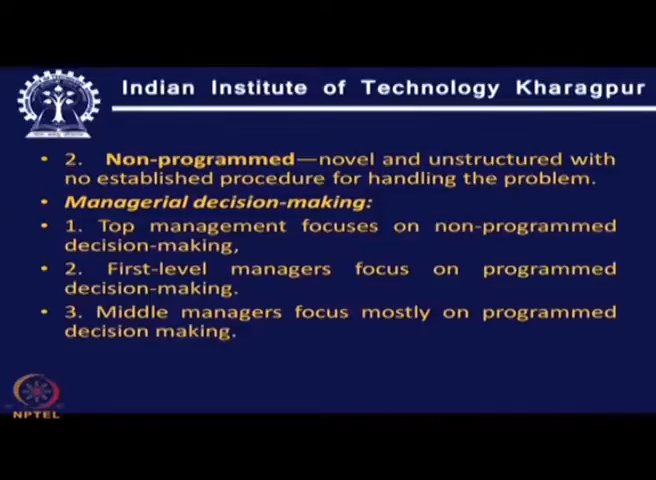 Indian Institute of Technology Kharagpur
• 2. Non-programmed—novel and unstructured with
no established procedure for handling the problem.
• Managerial decision-making:
• 1. Top management focuses on non-programmed
decision-making,
• 2. First-level managers focus on programmed
decision-making.
• 3. Middle managers focus mostly on programmed
decision making.
NPTEL